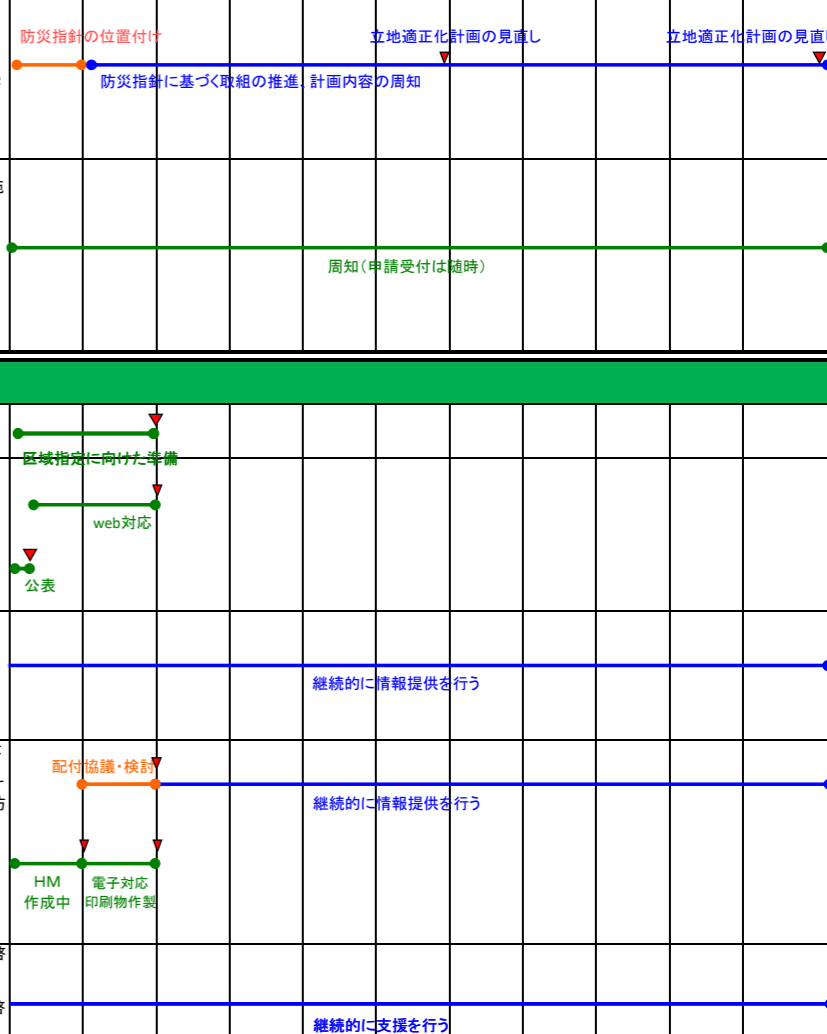 防災指針の位置付け
立地適正化計画の見直し
立地適正化計画の見直
防災指針に基づく取組の推進、計画内容の周知
周知（申請受付は随時）
区域指定に向けた準備
web対応
公表
継続的に情報提供を行う
配付協議・検討
継続的に情報提供を行う
HM
作成中
電子対応
印刷物作製
継続的に支援を行う